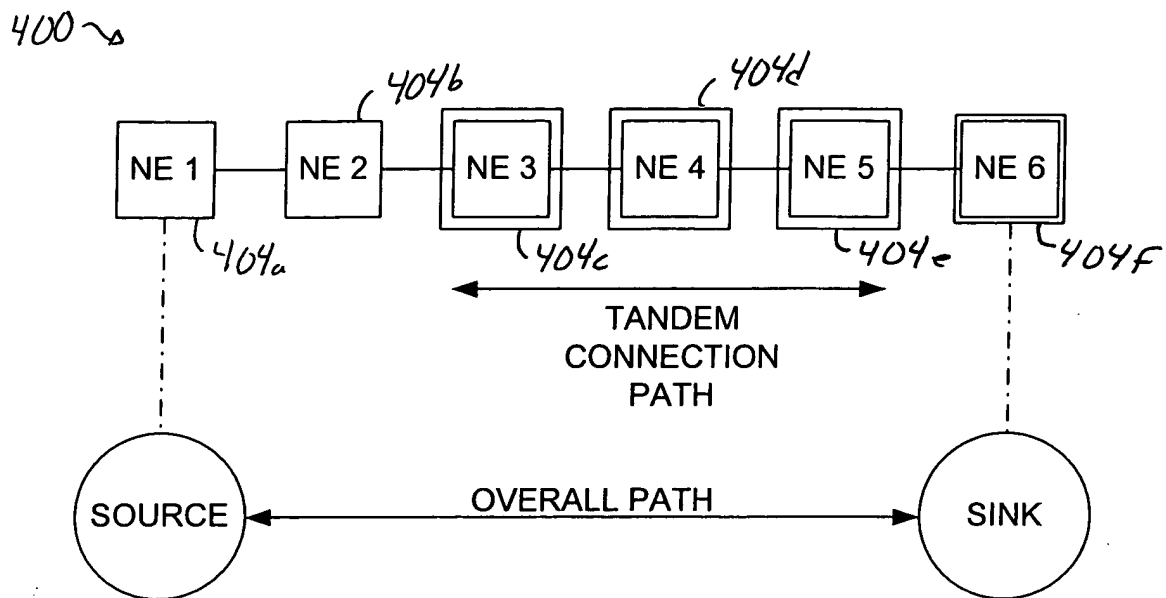 400
404b
404d
NE 1
NE 2
NE 3
NE 4
NE 5
NE 6
404a
404c
404e
404f
TANDEM
CONNECTION
PATH
SOURCE
OVERALL PATH
SINK